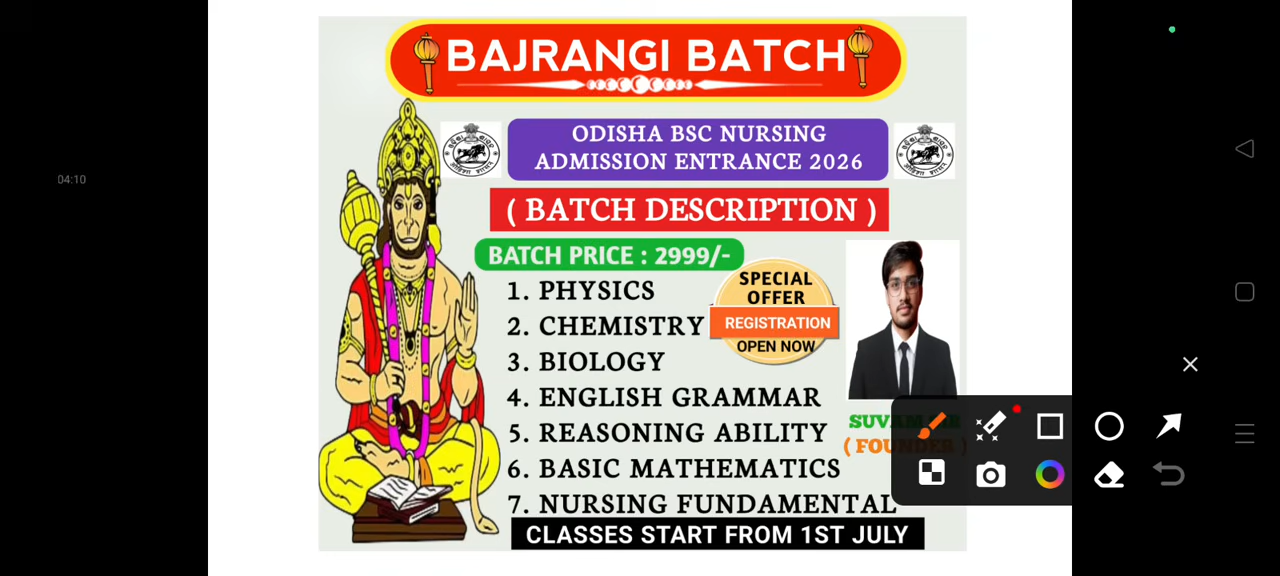 BAJRANGI BATCH
ODISHA BSC NURSING
ADMISSION ENTRANCE 2026
( BATCH DESCRIPTION )
BATCH PRICE : 2999/-
1. PHYSICS
2. CHEMISTRY
3. BIOLOGY
4. ENGLISH GRAMMAR
5. REASONING ABILITY
6. BASIC MATHEMATICS
7. NURSING FUNDAMENTAL
SPECIAL
OFFER
REGISTRATION
OPEN NOW
( FOUNDER )
CLASSES START FROM 1ST JULY
04:10